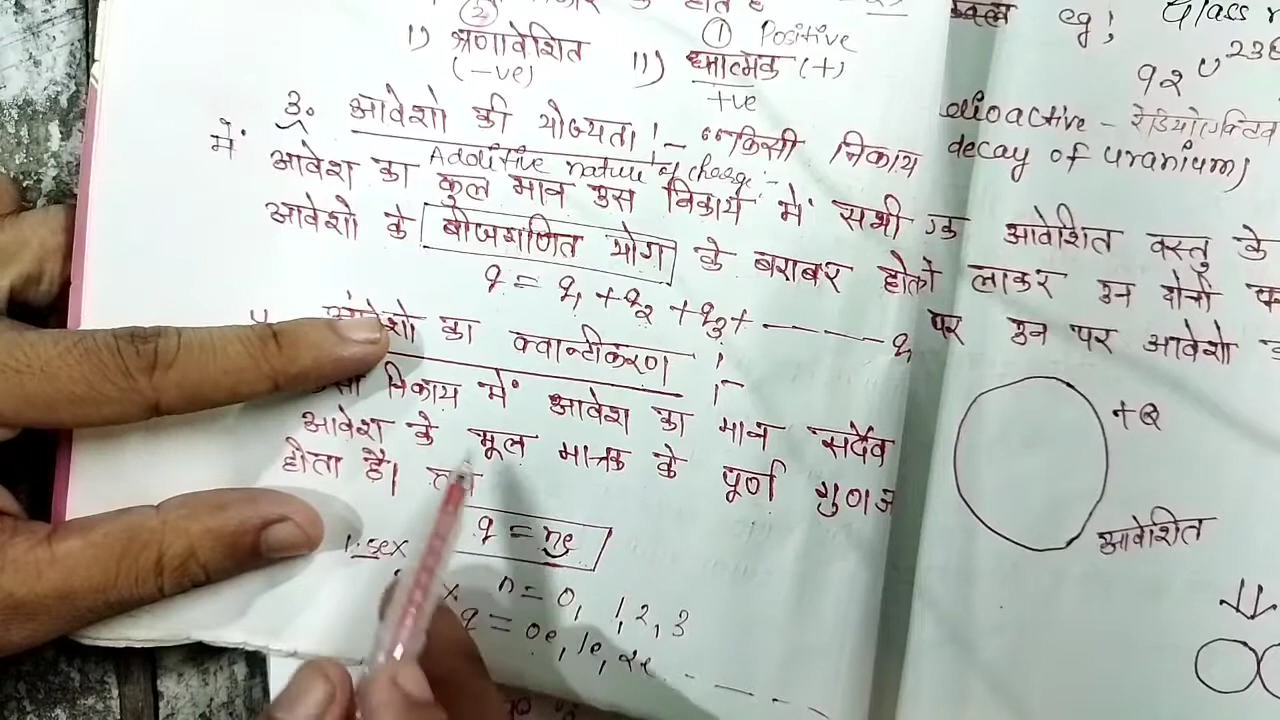 ②
① Positive
i) ऋणावेशित
(-ve)
ii) धनात्मक (+)
+ve
3. आवेशो की योज्यता :- "किसी निकाय
में आवेश का कुल मान उस निकाय में सभी
Additive nature of charge :-
आवेशो के बीजगणित योग के बराबर होता
q = q₁ + q₂ + q₃ + ----- q
का क्वान्टीकरण :-
निकाय में आवेश का मान सदैव
आवेश के मूल मात्रक के पूर्ण गुणज
होता है।
q = ne
n = 0, 1, 2, 3
q = 0e, 1e, 2e -----
eg; Glass
92 U 238
active - रेडियोएक्टिव
decay of uranium)
एक आवेशित वस्तु के
लाकर उन दोनों
पर उन पर आवेशो
+Q
आवेशित